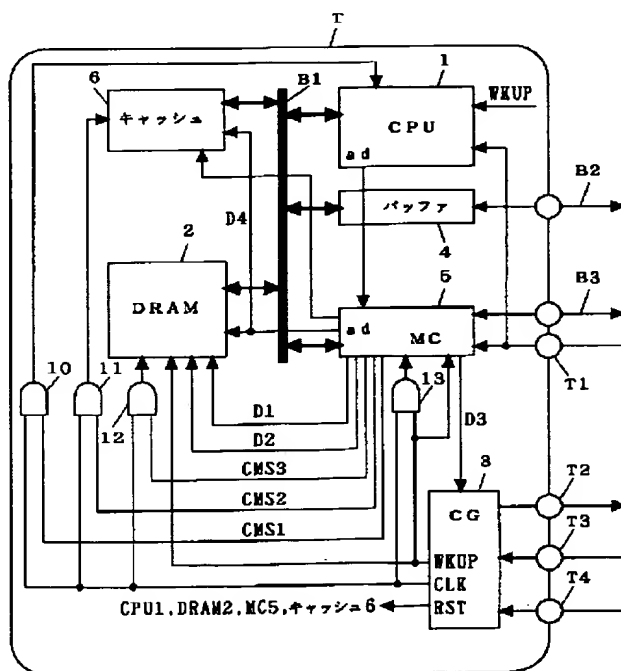 T
6
B1
1
キャッシュ
CPU
WKUP
ad
B2
D4
バッファ
2
4
5
B3
DRAM
ad
MC
10
11
12
13
T1
D1
D3
D2
CMS3
3
T2
CMS2
CG
T3
CMS1
WKUP
T4
CLK
CPU1,DRAM2,MC5,キャッシュ6
RST